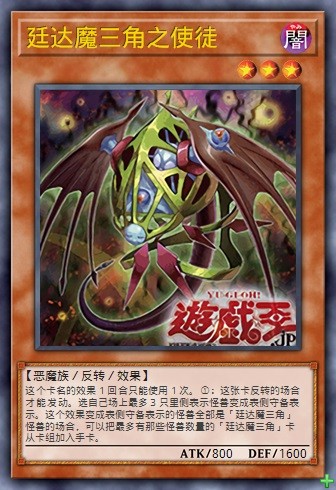 廷达魔三角之使徒
闇
YU-GI-OH!
遊戯王
.JP
【恶魔族/反转/效果】
这个卡名的效果1回合只能使用1次。①:这张卡反转的场合
才能发动。选自己场上最多3只里侧表示怪兽变成表侧守备表
示。这个效果变成表侧守备表示的怪兽全部是「廷达魔三角」
怪兽的场合,可以把最多有那些怪兽数量的「廷达魔三角」卡
从卡组加入手卡。
ATK/800 DEF/1600